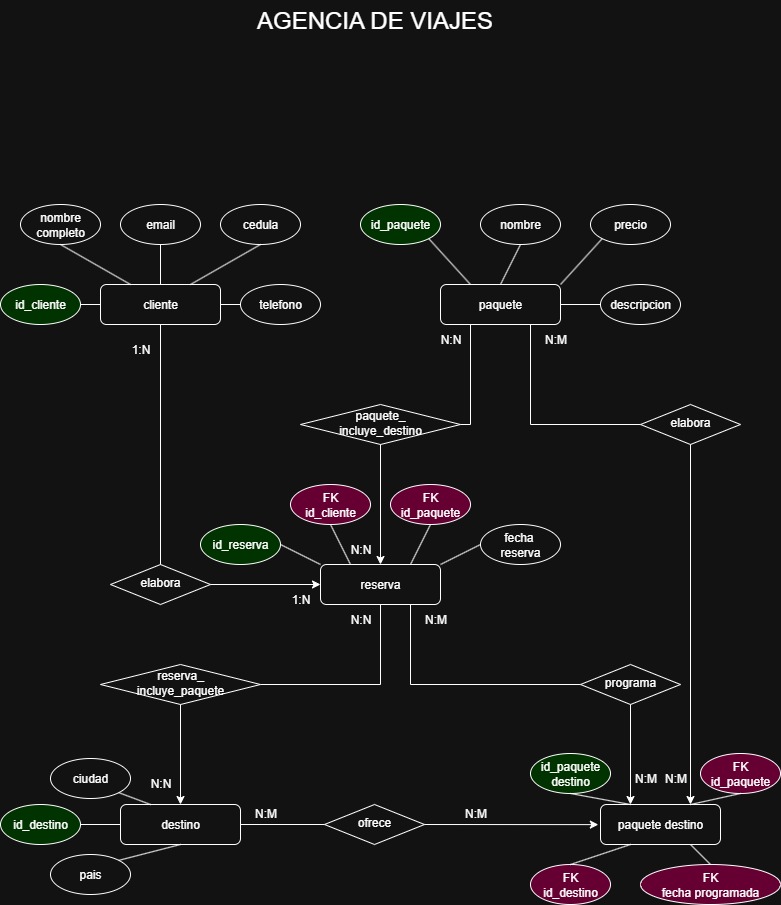 AGENCIA DE VIAJES
nombre
completo
email
cedula
id_paquete
nombre
precio
id_cliente
cliente
telefono
paquete
descripcion
1:N
N:N
N:M
paquete_
incluye_destino
elabora
FK
id_cliente
FK
id_paquete
id_reserva
fecha
reserva
N:N
elabora
reserva
1:N
N:N
N:M
reserva_
incluye_paquete
programa
ciudad
N:N
id_paquete
destino
N:M
N:M
FK
id_paquete
id_destino
destino
N:M
ofrece
N:M
paquete destino
pais
FK
id_destino
FK
fecha programada